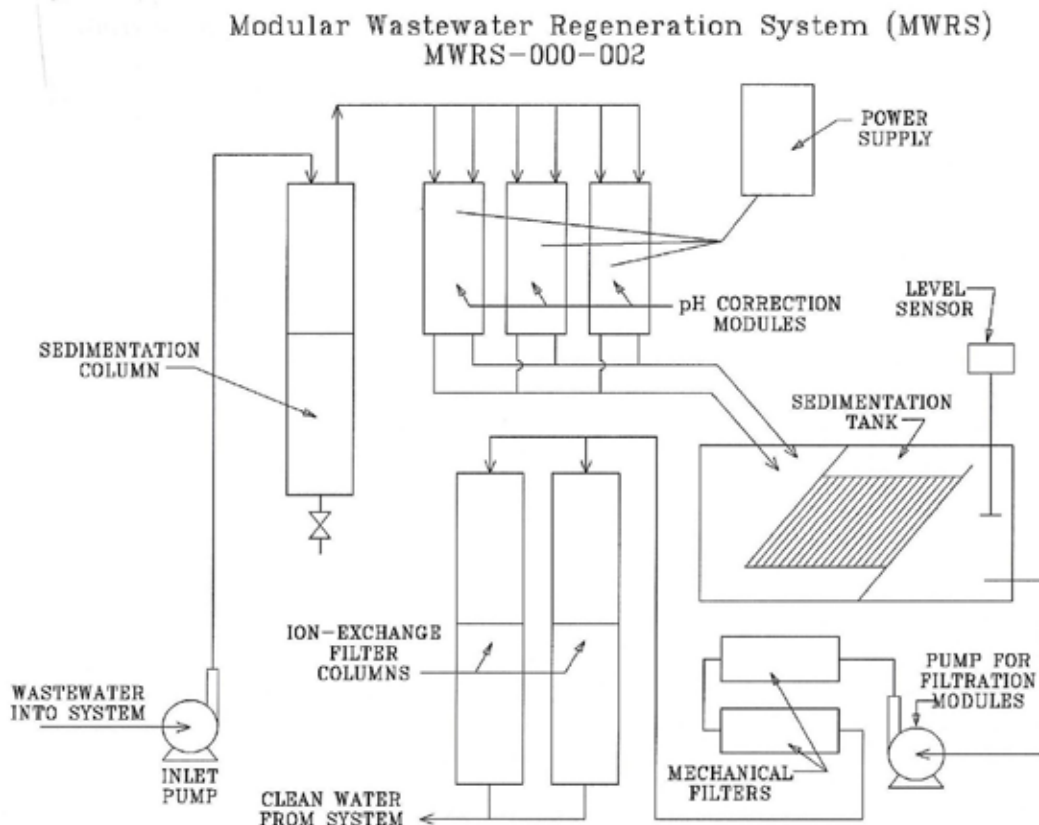 Modular Wastewater Regeneration System (MWRS)
MWRS-000-002
POWER
SUPPLY
pH CORRECTION
MODULES
LEVEL
SENSOR
SEDIMENTATION
COLUMN
SEDIMENTATION
TANK
ION-EXCHANGE
FILTER
COLUMNS
PUMP FOR
FILTRATION
MODULES
WASTEWATER
INTO SYSTEM
INLET
PUMP
MECHANICAL
FILTERS
CLEAN WATER
FROM SYSTEM